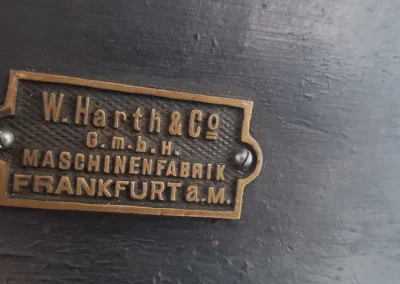 W. Harth & Co
G.m.b.H.
MASCHINENFABRIK
FRANKFURT a.M.